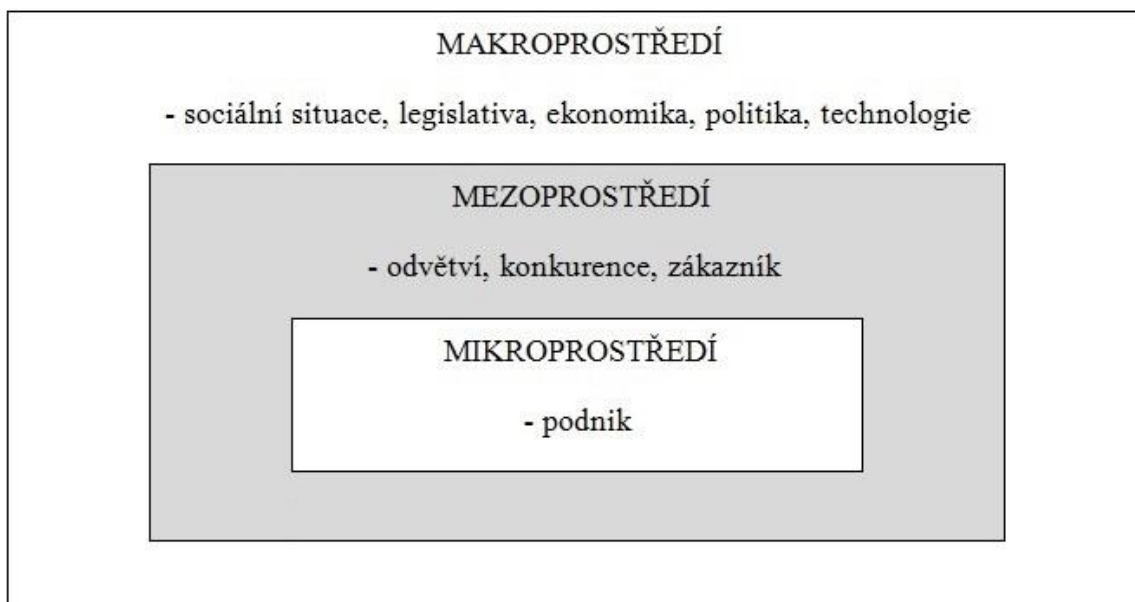 MAKROPROSTŘEDÍ
- sociální situace, legislativa, ekonomika, politika, technologie
MEZOPROSTŘEDÍ
- odvětví, konkurence, zákazník
MIKROPROSTŘEDÍ
- podnik